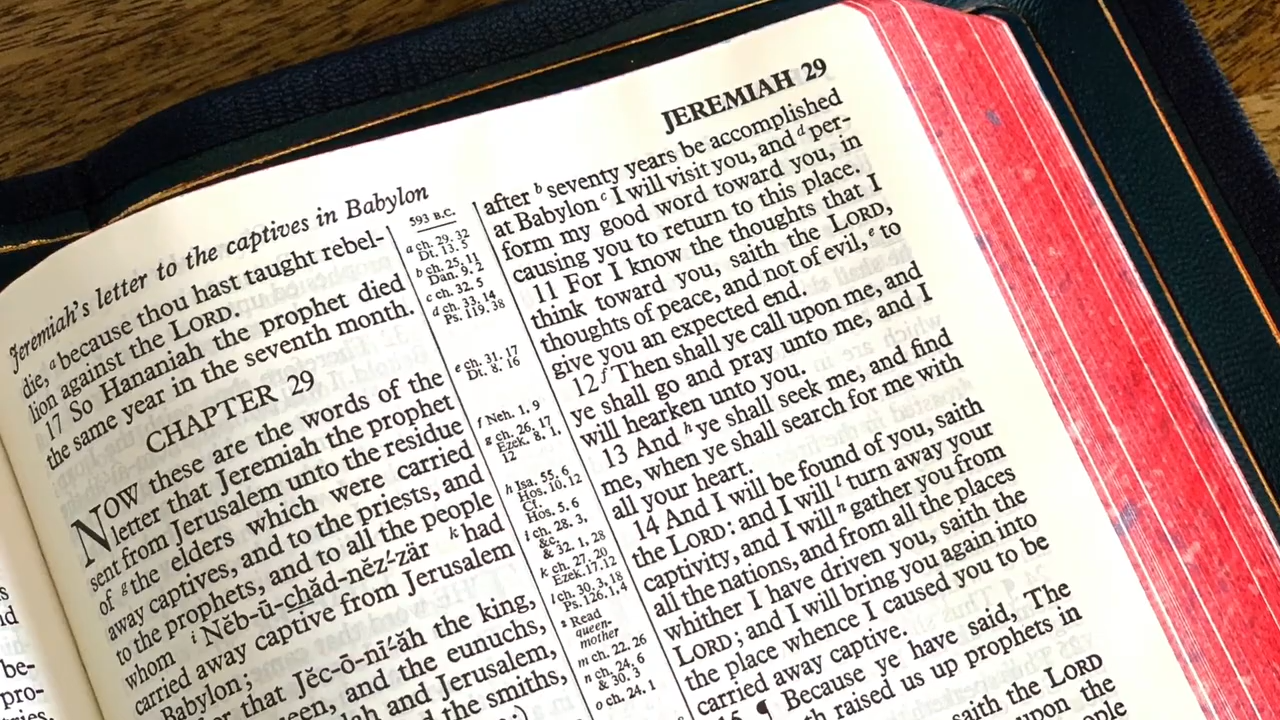 Jeremiah's letter to the captives in Babylon
JEREMIAH 29
die, a because thou hast taught rebel-
lion against the LORD.
17 So Hananiah the prophet died
the same year in the seventh month.
CHAPTER 29
NOW these are the words of the
letter that Jeremiah the prophet
sent from Jerusalem unto the residue
of g the elders which were carried
away captives, and to the priests, and
to the prophets, and to all the people
whom i Nĕb-ū-chăd-nĕz´-zär k had
carried away captive from Jerusalem
Babylon;
that Jĕc-ō-nī´-ăh the king,
and the eunuchs,
and Jerusalem,
the smiths,
593 B.C.
a ch. 29. 32
Dt. 13. 5
b ch. 25. 11
Dan. 9. 2
c ch. 32. 5
d ch. 33. 14
Ps. 119. 38
e ch. 31. 17
Dt. 8. 16
f Neh. 1. 9
g ch. 26. 17
Ezek. 8. 1,
12
h Isa. 55. 6
Hos. 10. 12
Cf.
Hos. 5. 6
i ch. 28. 3,
&c.
& 32. 1, 28
k ch. 27. 20
Ezek. 17. 12
l ch. 30. 3, 18
Ps. 126. 1, 4
Read
queen-
mother
m ch. 22. 26
n ch. 24. 6
& 30. 3
o ch. 24. 1
after b seventy years be accomplished
at Babylon c I will visit you, and d per-
form my good word toward you, in
causing you to return to this place.
11 For I know the thoughts that I
think toward you, saith the LORD,
thoughts of peace, and not of evil, e to
give you an expected end.
12 f Then shall ye call upon me, and
ye shall go and pray unto me, and I
will hearken unto you.
13 And h ye shall seek me, and find
me, when ye shall search for me with
all your heart.
14 And I will be found of you, saith
the LORD: and I will l turn away your
captivity, and I will n gather you from
all the nations, and from all the places
whither I have driven you, saith the
LORD; and I will bring you again into
the place whence I caused you to be
carried away captive.
15 ¶ Because ye have said, The
raised us up prophets in
saith the LORD
upon the
be-
pro-